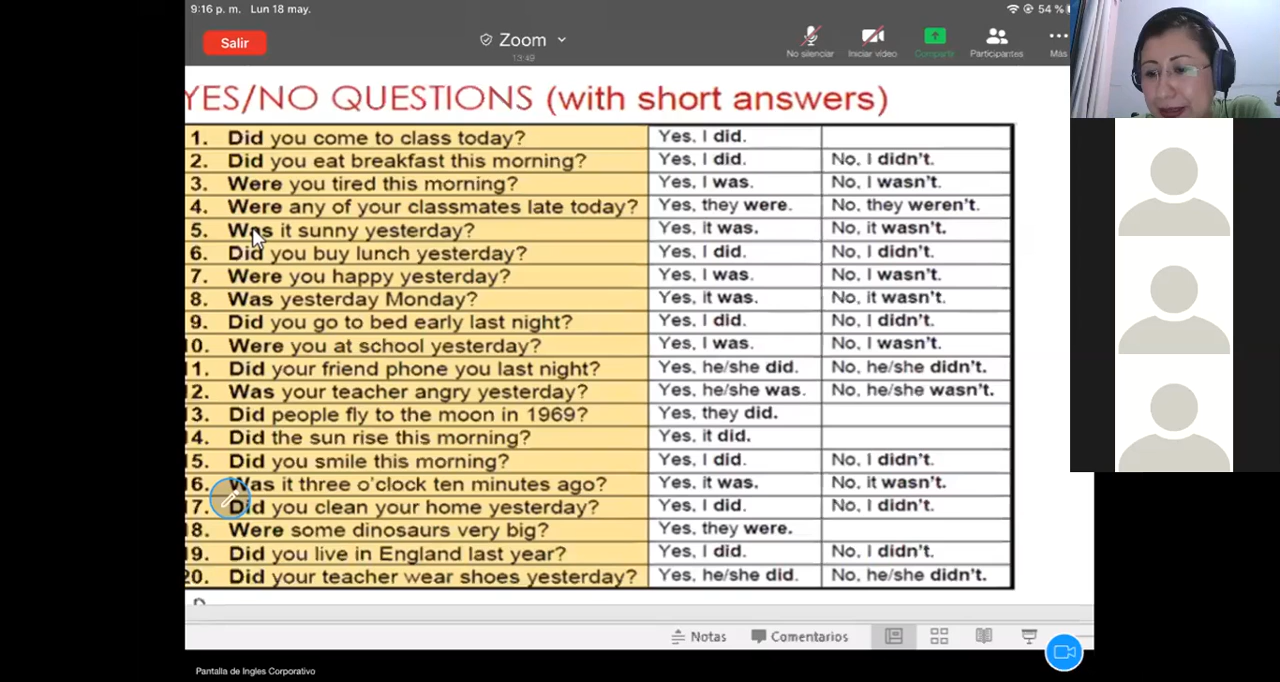 9:16 p. m. Lun 18 may.
54 %
Salir
Zoom
13:49
No silenciar
Iniciar video
Compartir
Participantes
Más
YES/NO QUESTIONS (with short answers)
1. Did you come to class today? Yes, I did.
2. Did you eat breakfast this morning? Yes, I did. No, I didn't.
3. Were you tired this morning? Yes, I was. No, I wasn't.
4. Were any of your classmates late today? Yes, they were. No, they weren't.
5. Was it sunny yesterday? Yes, it was. No, it wasn't.
6. Did you buy lunch yesterday? Yes, I did. No, I didn't.
7. Were you happy yesterday? Yes, I was. No, I wasn't.
8. Was yesterday Monday? Yes, it was. No, it wasn't.
9. Did you go to bed early last night? Yes, I did. No, I didn't.
10. Were you at school yesterday? Yes, I was. No, I wasn't.
11. Did your friend phone you last night? Yes, he/she did. No, he/she didn't.
12. Was your teacher angry yesterday? Yes, he/she was. No, he/she wasn't.
13. Did people fly to the moon in 1969? Yes, they did.
14. Did the sun rise this morning? Yes, it did.
15. Did you smile this morning? Yes, I did. No, I didn't.
16. Was it three o'clock ten minutes ago? Yes, it was. No, it wasn't.
17. Did you clean your home yesterday? Yes, I did. No, I didn't.
18. Were some dinosaurs very big? Yes, they were.
19. Did you live in England last year? Yes, I did. No, I didn't.
20. Did your teacher wear shoes yesterday? Yes, he/she did. No, he/she didn't.
Notas
Comentarios
Pantalla de Ingles Corporativo